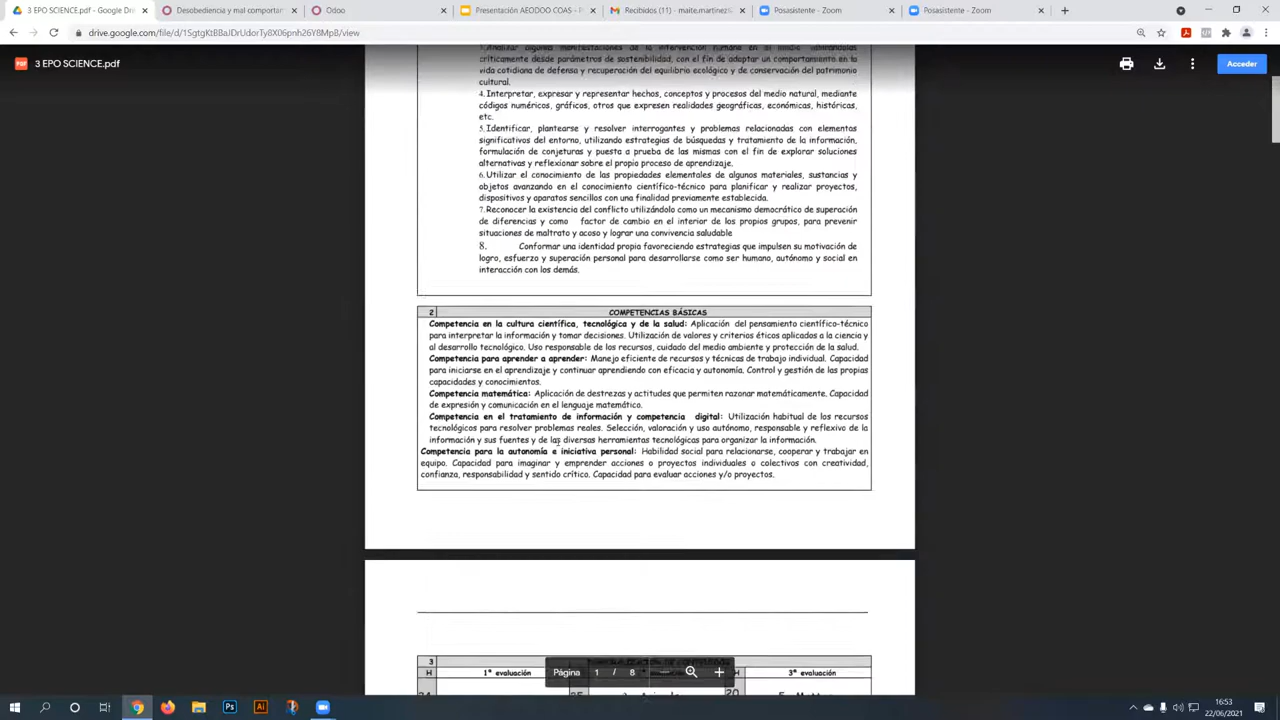 3 EPO SCIENCE.pdf - Google Dri
Desobediencia y mal comportam
Odoo
Presentación AEODOO COAS - P
Recibidos (11) - maite.martinez
Posasistente - Zoom
Posasistente - Zoom
3 EPO SCIENCE.pdf
Acceder
3. Analizar algunas manifestaciones de la intervención humana en el medio valorándolas
críticamente desde parámetros de sostenibilidad, con el fin de adaptar un comportamiento en la
vida cotidiana de defensa y recuperación del equilibrio ecológico y de conservación del patrimonio
cultural.
4. Interpretar, expresar y representar hechos, conceptos y procesos del medio natural, mediante
códigos numéricos, gráficos, otros que expresen realidades geográficas, económicas, históricas,
etc.
5. Identificar, plantearse y resolver interrogantes y problemas relacionadas con elementos
significativos del entorno, utilizando estrategias de búsquedas y tratamiento de la información,
formulación de conjeturas y puesta a prueba de las mismas con el fin de explorar soluciones
alternativas y reflexionar sobre el propio proceso de aprendizaje.
6. Utilizar el conocimiento de las propiedades elementales de algunos materiales, sustancias y
objetos avanzando en el conocimiento científico-técnico para planificar y realizar proyectos,
dispositivos y aparatos sencillos con una finalidad previamente establecida.
7. Reconocer la existencia del conflicto utilizándolo como un mecanismo democrático de superación
de diferencias y como factor de cambio en el interior de los propios grupos, para prevenir
situaciones de maltrato y acoso y lograr una convivencia saludable
8. Conformar una identidad propia favoreciendo estrategias que impulsen su motivación de
logro, esfuerzo y superación personal para desarrollarse como ser humano, autónomo y social en
interacción con los demás.
2 COMPETENCIAS BÁSICAS
Competencia en la cultura científica, tecnológica y de la salud: Aplicación del pensamiento científico-técnico
para interpretar la información y tomar decisiones. Utilización de valores y criterios éticos aplicados a la ciencia y
al desarrollo tecnológico. Uso responsable de los recursos, cuidado del medio ambiente y protección de la salud.
Competencia para aprender a aprender: Manejo eficiente de recursos y técnicas de trabajo individual. Capacidad
para iniciarse en el aprendizaje y continuar aprendiendo con eficacia y autonomía. Control y gestión de las propias
capacidades y conocimientos.
Competencia matemática: Aplicación de destrezas y actitudes que permiten razonar matemáticamente. Capacidad
de expresión y comunicación en el lenguaje matemático.
Competencia en el tratamiento de información y competencia digital: Utilización habitual de los recursos
tecnológicos para resolver problemas reales. Selección, valoración y uso autónomo, responsable y reflexivo de la
información y sus fuentes y de las diversas herramientas tecnológicas para organizar la información.
Competencia para la autonomía e iniciativa personal: Habilidad social para relacionarse, cooperar y trabajar en
equipo. Capacidad para imaginar y emprender acciones o proyectos individuales o colectivos con creatividad,
confianza, responsabilidad y sentido crítico. Capacidad para evaluar acciones y/o proyectos.
3
H 1ª evaluación H 3ª evaluación
20
Página 1 / 8
16:53
22/06/2021